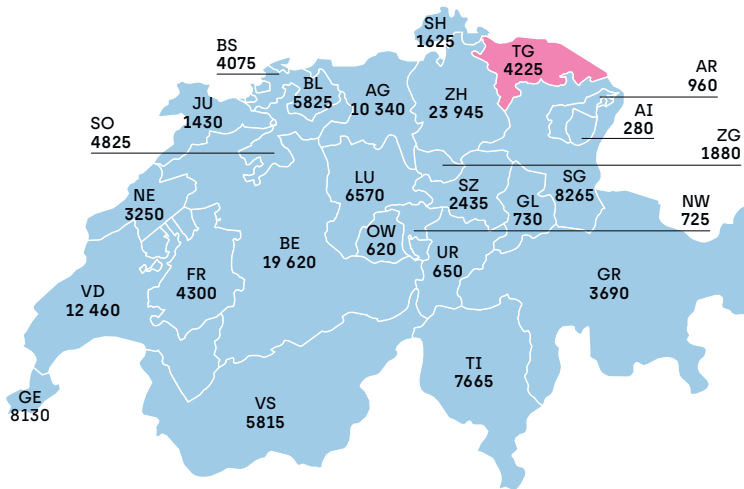 SH
1625
BS
4075
TG
4225
AR
960
BL
5825
AG
10 340
ZH
23 945
JU
1430
AI
280
SO
4825
ZG
1880
LU
6570
SZ
2435
GL
730
SG
8265
NE
3250
NW
725
OW
620
BE
19 620
UR
650
FR
4300
GR
3690
VD
12 460
TI
7665
GE
8130
VS
5815